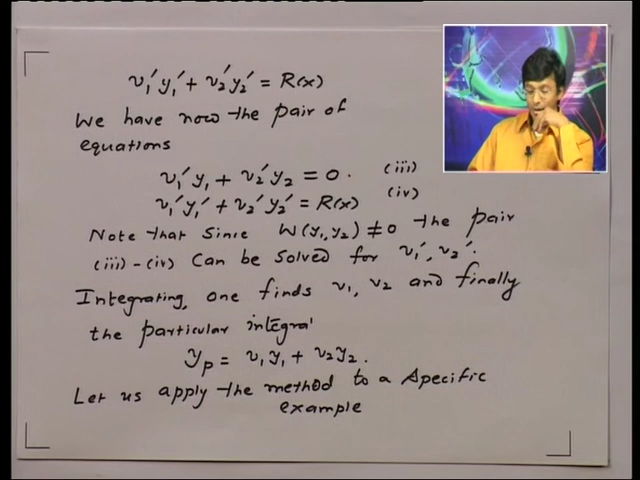 v₁'y₁' + v₂'y₂' = R(x)
We have now the pair of
equations
v₁'y₁ + v₂'y₂ = 0. (iii)
v₁'y₁' + v₂'y₂' = R(x) (iv)
Note that since W(y₁, y₂) ≠ 0 the pair
(iii) - (iv) can be solved for v₁', v₂'.
Integrating, one finds v₁, v₂ and finally
the particular integral
yₚ = v₁y₁ + v₂y₂.
Let us apply the method to a specific
example